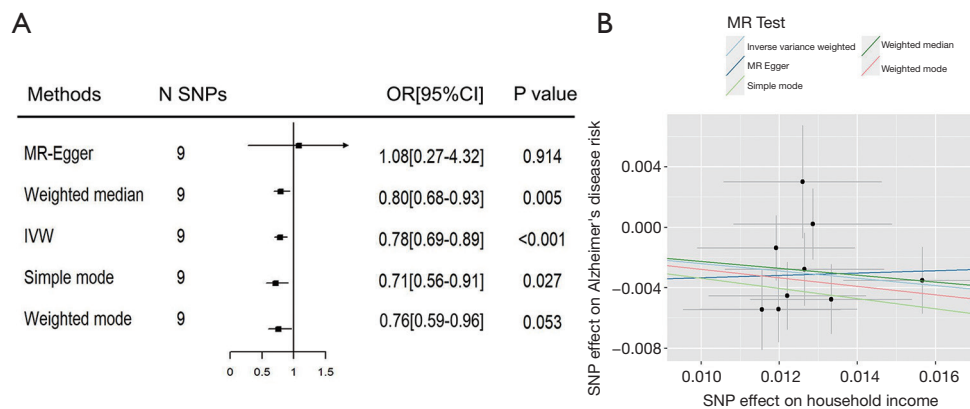 A
Methods N SNPs OR[95%CI] P value
MR-Egger 9 1.08[0.27-4.32] 0.914
Weighted median 9 0.80[0.68-0.93] 0.005
IVW 9 0.78[0.69-0.89] <0.001
Simple mode 9 0.71[0.56-0.91] 0.027
Weighted mode 9 0.76[0.59-0.96] 0.053
0 0.5 1 1.5
B
MR Test
Inverse variance weighted
MR Egger
Simple mode
Weighted median
Weighted mode
SNP effect on Alzheimer's disease risk
0.004
0.000
−0.004
−0.008
0.010 0.012 0.014 0.016
SNP effect on household income